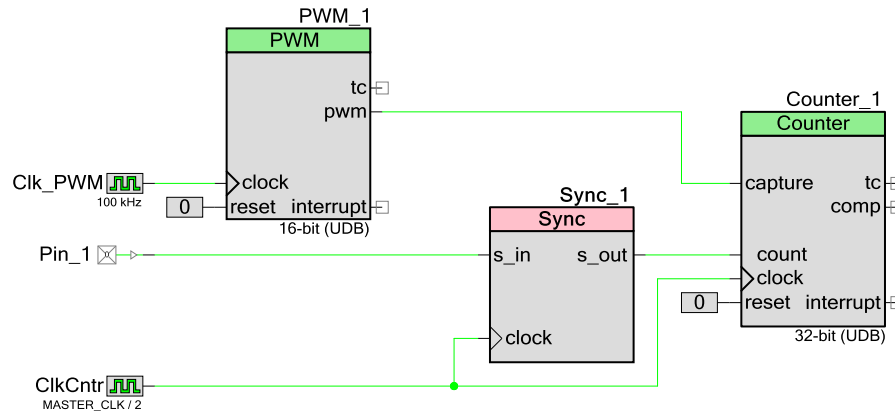 PWM_1
PWM
tc
pwm
Clk_PWM
100 kHz
clock
0
reset
interrupt
16-bit (UDB)
Counter_1
Counter
capture
tc
comp
count
clock
0
reset
interrupt
32-bit (UDB)
Sync_1
Sync
Pin_1
s_in
s_out
clock
ClkCntr
MASTER_CLK / 2